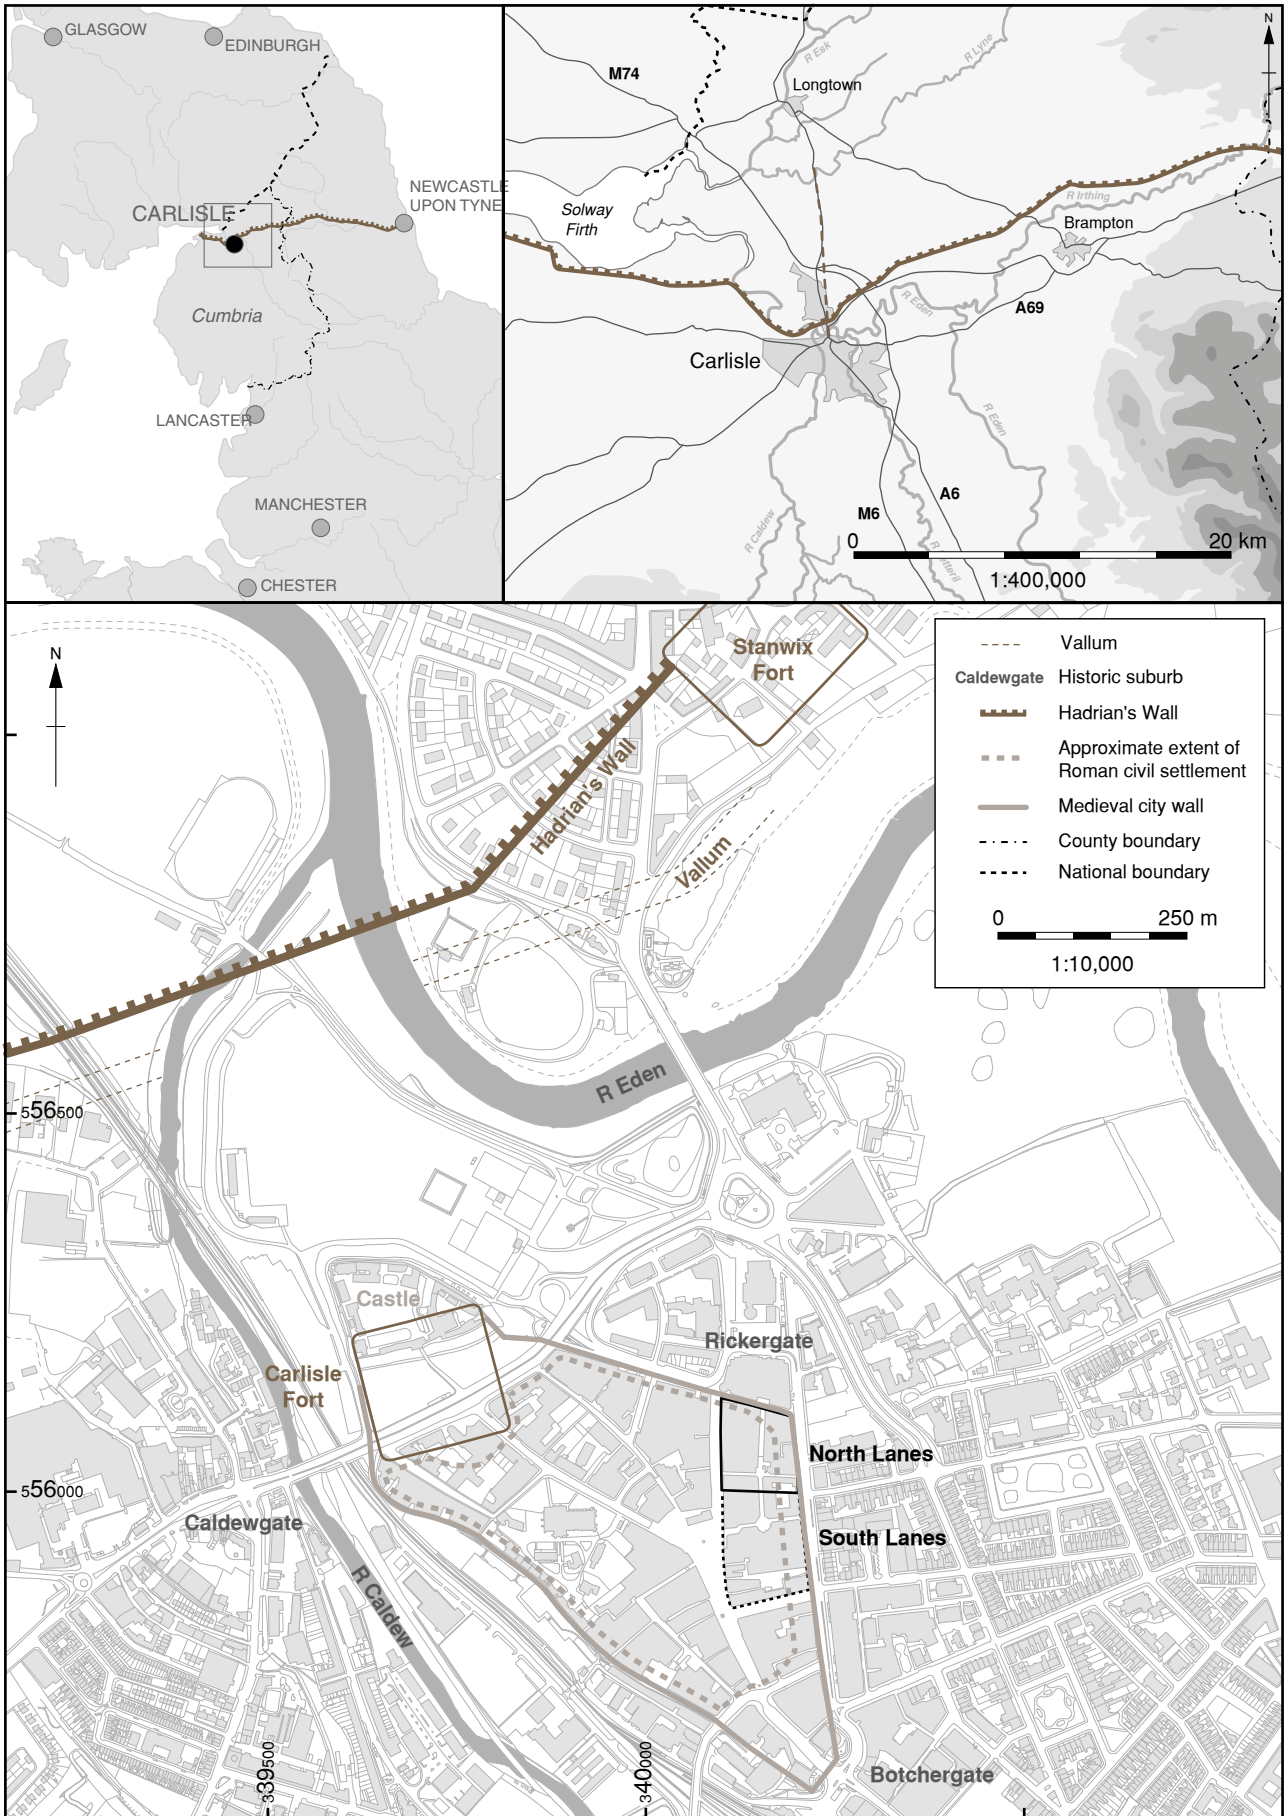 GLASGOW
EDINBURGH
NEWCASTLE
UPON TYNE
CARLISLE
Cumbria
LANCASTER
MANCHESTER
CHESTER
N
M74
R Esk
R Lyne
Longtown
Solway
Firth
R Irthing
Brampton
R Eden
A69
Carlisle
R Eden
A6
M6
R Caldew
0 20 km
1:400,000
N
Stanwix
Fort
Hadrian's Wall
Vallum
Vallum
Caldewgate Historic suburb
Hadrian's Wall
Approximate extent of
Roman civil settlement
Medieval city wall
County boundary
National boundary
0 250 m
1:10,000
R Eden
556500
Castle
Rickergate
Carlisle
Fort
North Lanes
556000
Caldewgate
South Lanes
R Caldew
339500
340000
Botchergate